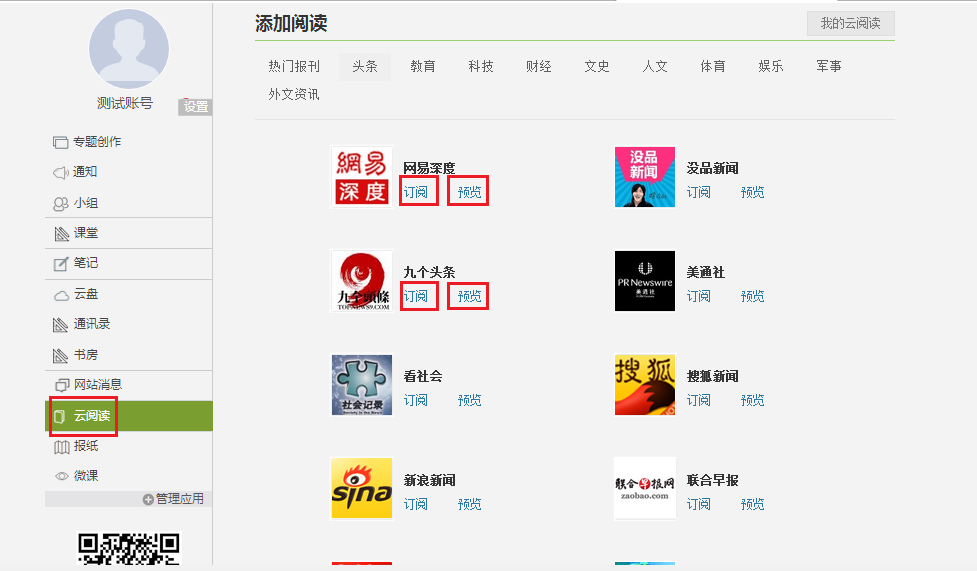 添加阅读
我的云阅读
测试账号
设置
专题创作
通知
小组
课堂
笔记
云盘
通讯录
书房
网站消息
云阅读
报纸
微课
管理应用
热门报刊 头条 教育 科技 财经 文史 人文 体育 娱乐 军事
外文资讯
網易
深度
网易深度
订阅 预览
没品
新闻
没品新闻
订阅 预览
九个頭條
TOPNEWS9.COM
九个头条
订阅 预览
PR Newswire
美通社
美通社
订阅 预览
社会记录
看社会
订阅 预览
搜狐
搜狐新闻
订阅 预览
sina
新浪新闻
订阅 预览
联合早报网
zaobao.com
联合早报
订阅 预览